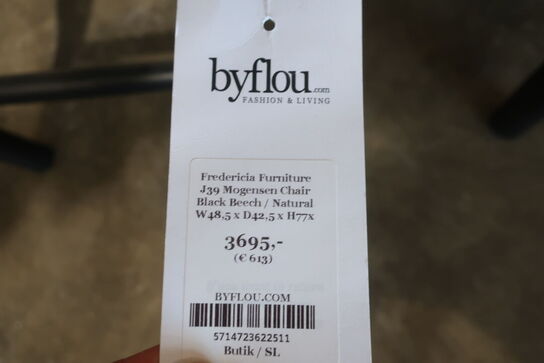 byflou.com
FASHION & LIVING
Fredericia Furniture
J39 Mogensen Chair
Black Beech / Natural
W48,5 x D42,5 x H77x
3695,-
(€ 613)
BYFLOU.COM
5714723622511
Butik / SL